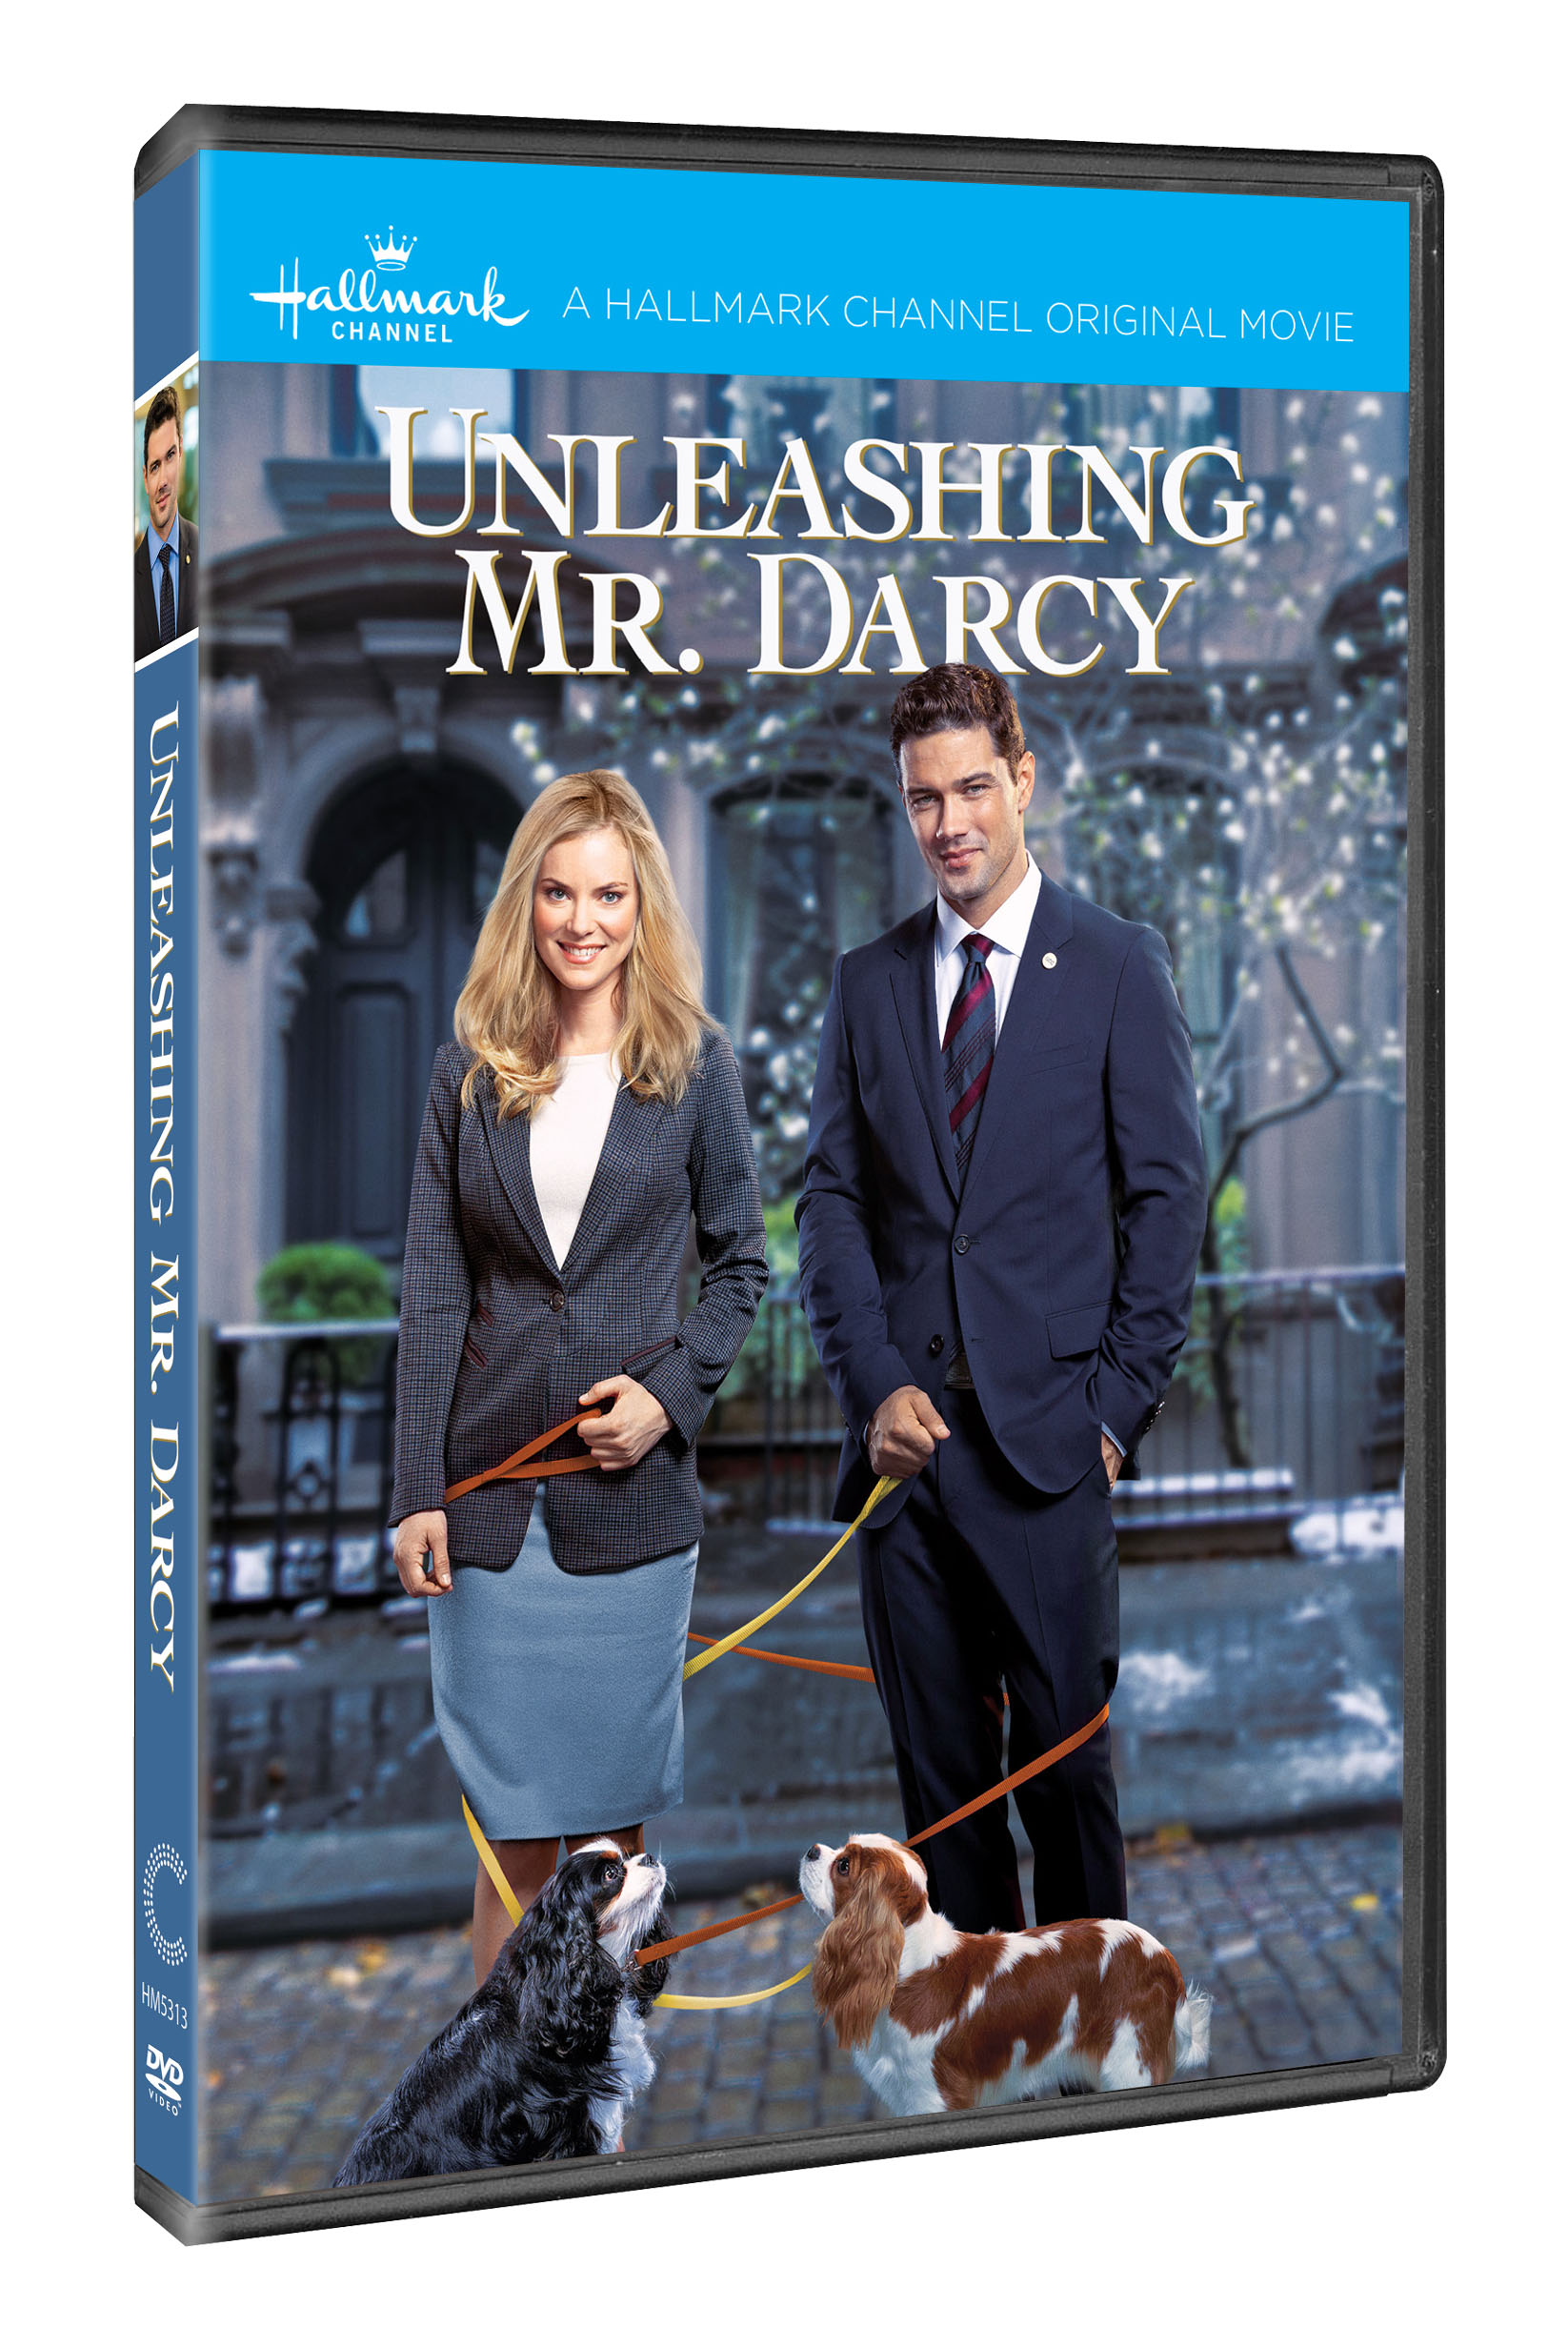 Hallmark
CHANNEL
A HALLMARK CHANNEL ORIGINAL MOVIE
UNLEASHING
MR. DARCY
UNLEASHING MR. DARCY
HM5313
DVD
VIDEO